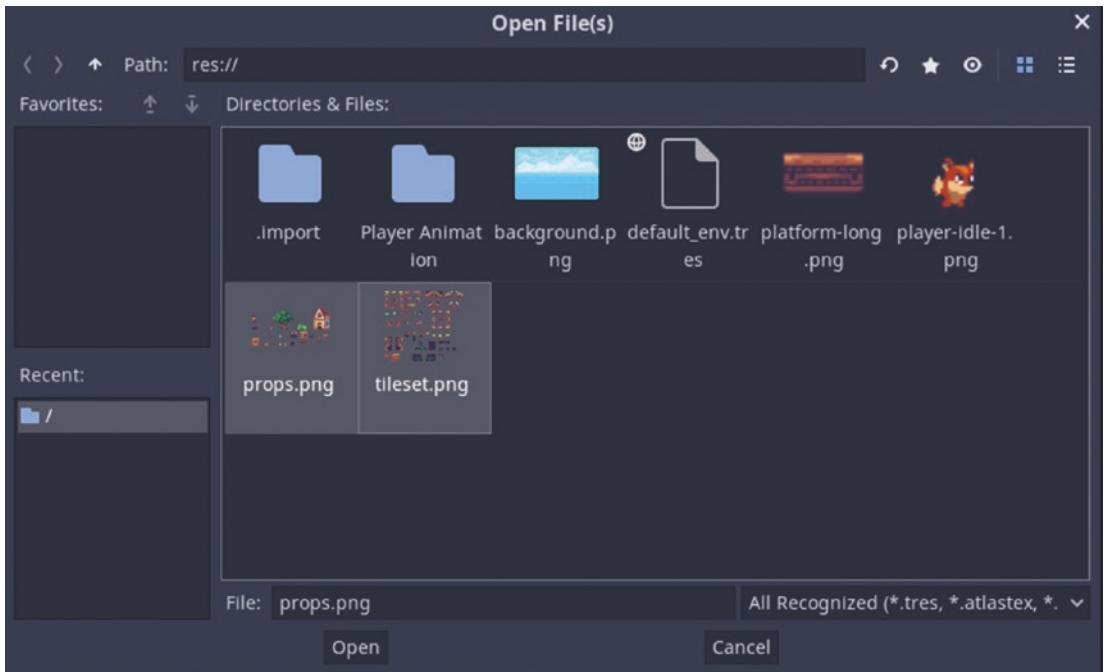 Open File(s)
Path: res://
Favorites:
Directories & Files:
.import
Player Animat
ion
background.p
ng
default_env.tr
es
platform-long
.png
player-idle-1.
png
props.png
tileset.png
Recent:
/
File: props.png
All Recognized (*.tres, *.atlastex, *.
Open
Cancel